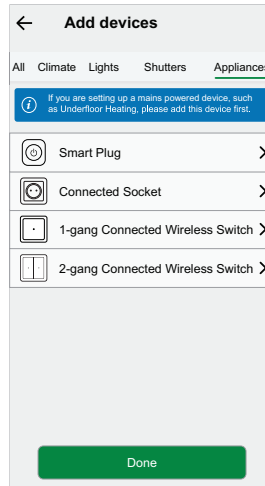 Add devices
All Climate Lights Shutters Appliances
If you are setting up a mains powered device, such
as Underfloor Heating, please add this device first.
Smart Plug
Connected Socket
1-gang Connected Wireless Switch
2-gang Connected Wireless Switch
Done